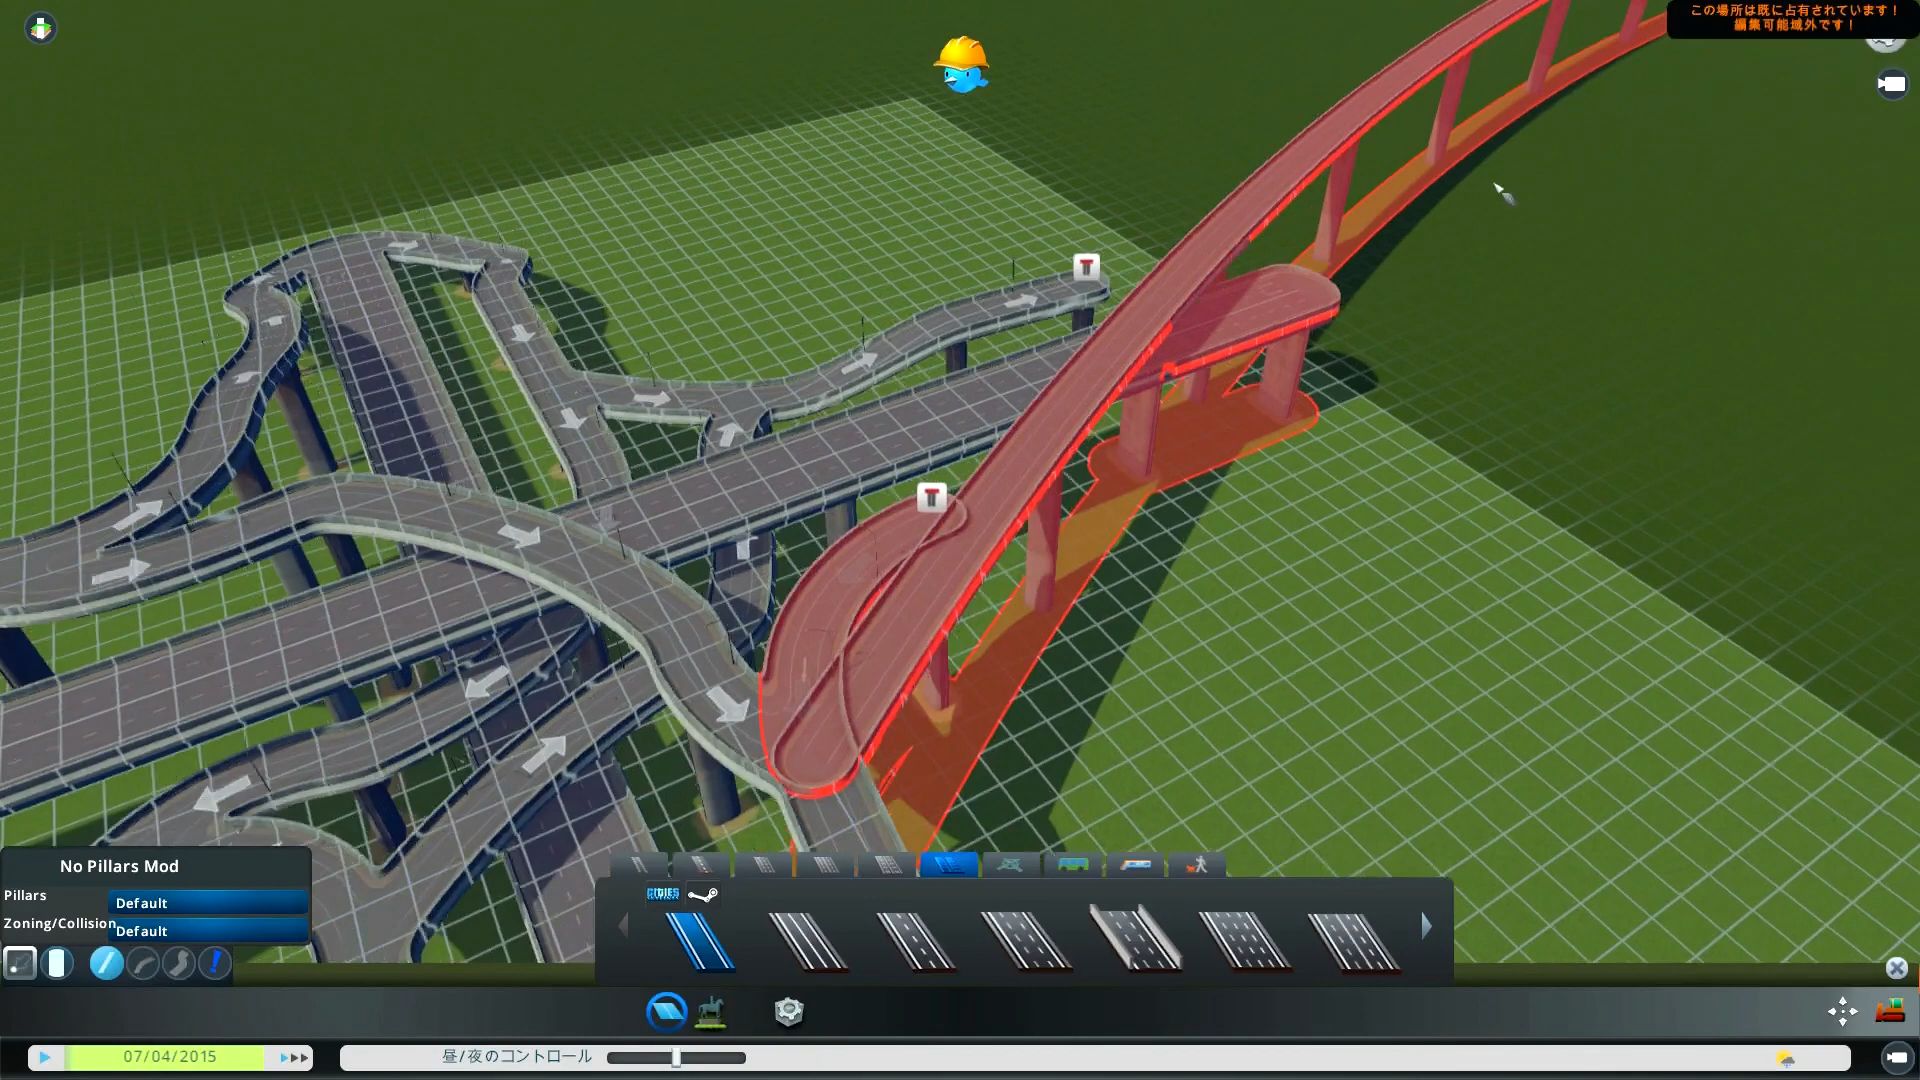 この場所は既に占有されています！
編集可能域外です！
No Pillars Mod
Pillars
Default
Zoning/Collision
Default
CITIES
07/04/2015
昼/夜のコントロール